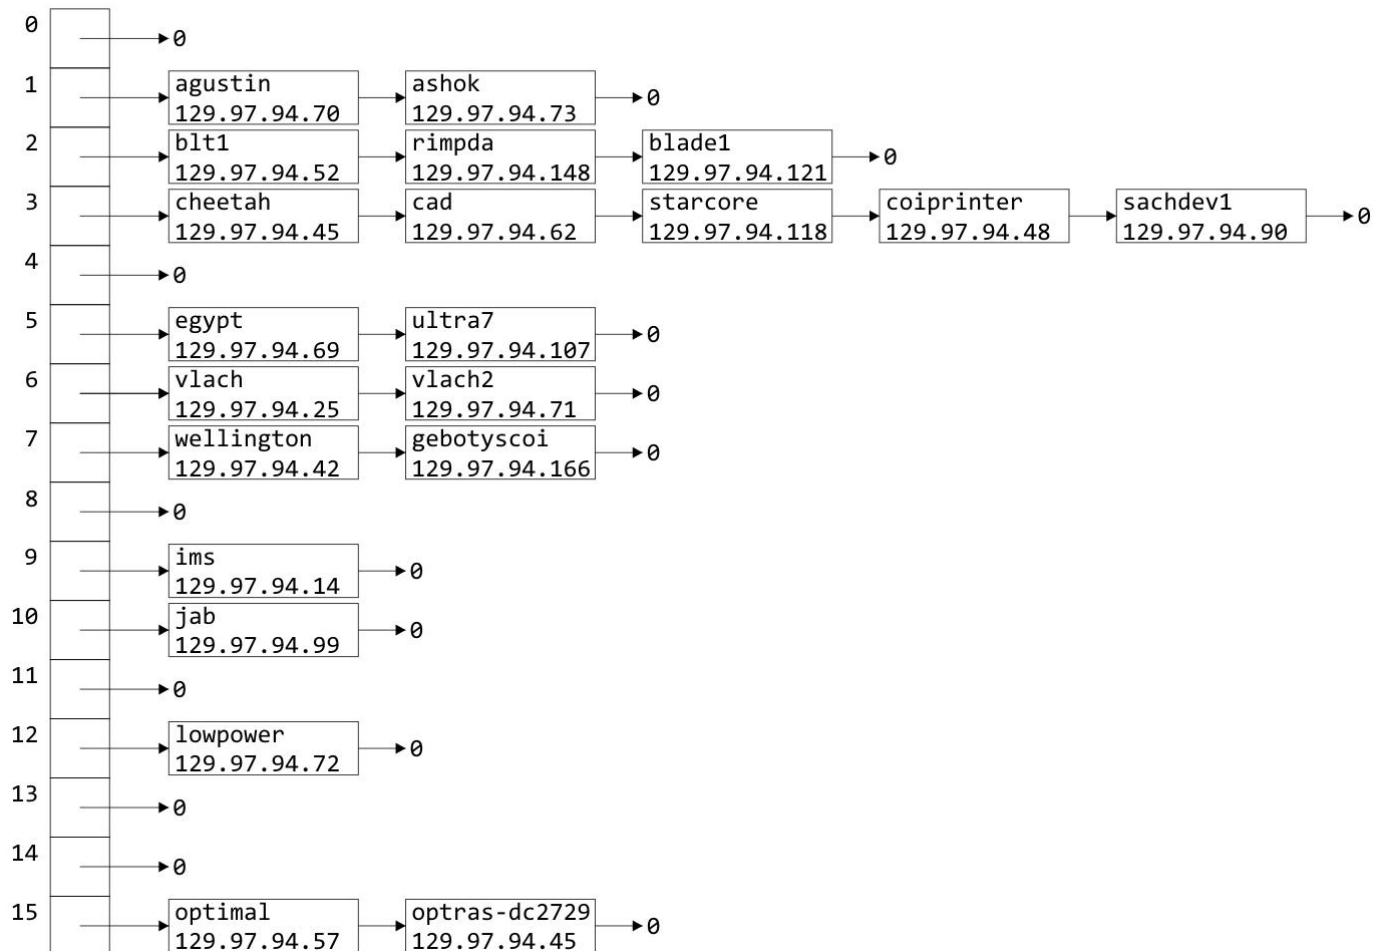 0 0
1 agustin ashok 0
129.97.94.70 129.97.94.73
2 blt1 rimpda blade1 0
129.97.94.52 129.97.94.148 129.97.94.121
3 cheetah cad starcore coiprinter sachdev1 0
129.97.94.45 129.97.94.62 129.97.94.118 129.97.94.48 129.97.94.90
4 0
5 egypt ultra7 0
129.97.94.69 129.97.94.107
6 vlach vlach2 0
129.97.94.25 129.97.94.71
7 wellington gebotyscoi 0
129.97.94.42 129.97.94.166
8 0
9 ims 0
129.97.94.14
10 jab 0
129.97.94.99
11 0
12 lowpower 0
129.97.94.72
13 0
14 0
15 optimal optras-dc2729 0
129.97.94.57 129.97.94.45